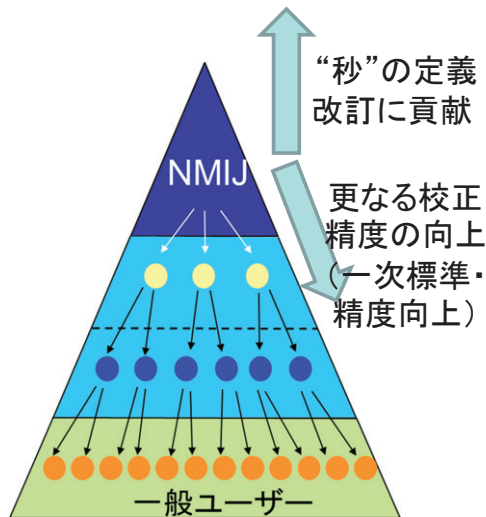 “秒”の定義
改訂に貢献
NMIJ
更なる校正
精度の向上
(一次標準・
精度向上)
一般ユーザー